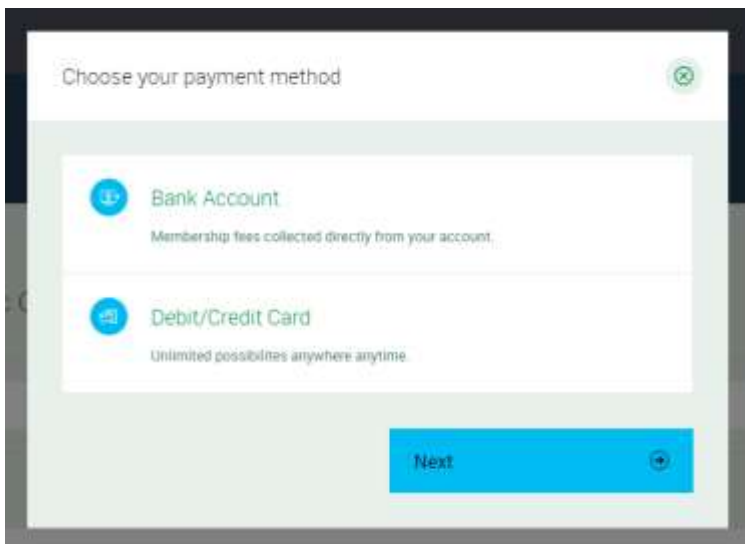 Choose your payment method
Bank Account
Membership fees collected directly from your account.
Debit/Credit Card
Unlimited possibilites anywhere anytime.
Next